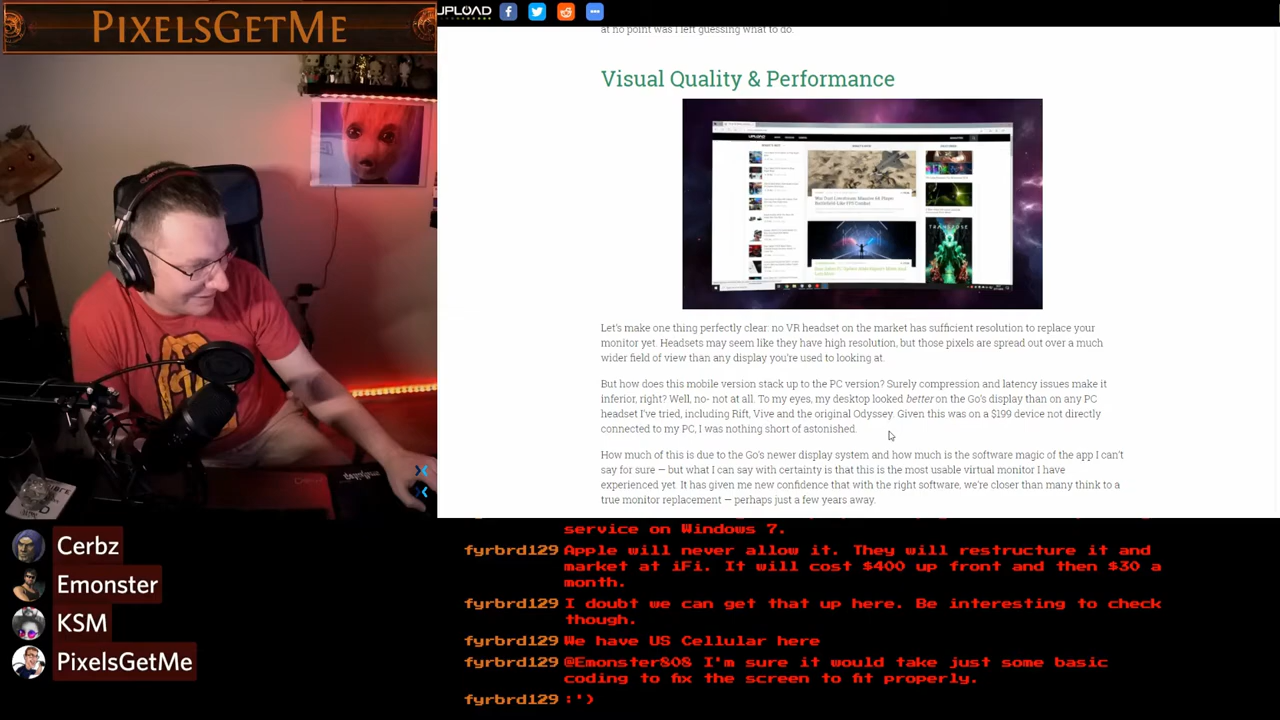 PIXELSGETME
UPLOAD
at no point was I left guessing what to do.
Visual Quality & Performance
TRANSPOSE
Let's make one thing perfectly clear: no VR headset on the market has sufficient resolution to replace your
monitor yet. Headsets may seem like they have high resolution, but those pixels are spread out over a much
wider field of view than any display you're used to looking at.
But how does this mobile version stack up to the PC version? Surely compression and latency issues make it
inferior, right? Well, no- not at all. To my eyes, my desktop looked better on the Go's display than on any PC
headset I've tried, including Rift, Vive and the original Odyssey. Given this was on a $199 device not directly
connected to my PC, I was nothing short of astonished.
How much of this is due to the Go's newer display system and how much is the software magic of the app I can't
say for sure — but what I can say with certainty is that this is the most usable virtual monitor I have
experienced yet. It has given me new confidence that with the right software, we're closer than many think to a
true monitor replacement — perhaps just a few years away.
Cerbz
Emonster
KSM
PixelsGetMe
service on Windows 7.
fyrbrd129 Apple will never allow it. They will restructure it and
market at iFi. It will cost $400 up front and then $30 a
month.
fyrbrd129 I doubt we can get that up here. Be interesting to check
though.
fyrbrd129 We have US Cellular here
fyrbrd129 @Emonster808 I'm sure it would take just some basic
coding to fix the screen to fit properly.
fyrbrd129 :')